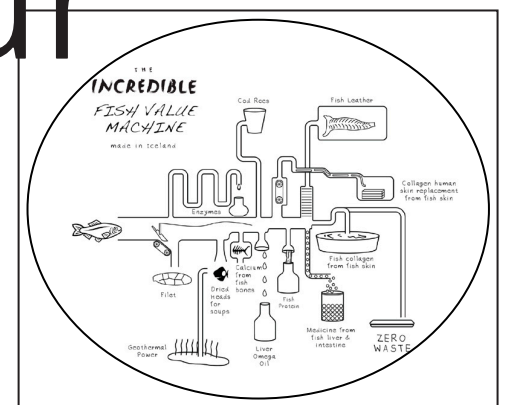 ur
THE
INCREDIBLE
FISH VALUE
MACHINE
made in Iceland
Cod Roes
Fish Leather
Enzymes
Collagen human
skin replacement
from fish skin
Fish collagen
from fish skin
Filet
Dried
Heads
for
soups
Calcium
from
fish
bones
Fish
Protein
Medicine from
fish liver &
intestine
ZERO
WASTE
Geothermal
Power
Liver
Omega
Oil